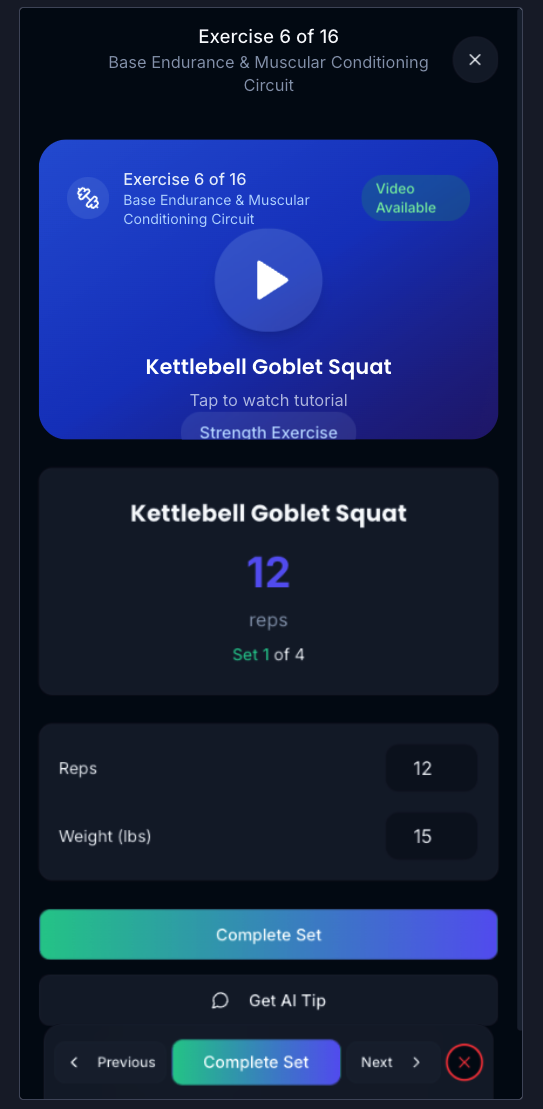 Exercise 6 of 16
Base Endurance & Muscular Conditioning
Circuit
Exercise 6 of 16
Base Endurance & Muscular
Conditioning Circuit
Video
Available
Kettlebell Goblet Squat
Tap to watch tutorial
Strength Exercise
Kettlebell Goblet Squat
12
reps
Set 1 of 4
Reps
12
Weight (lbs)
15
Complete Set
Get AI Tip
Previous
Complete Set
Next